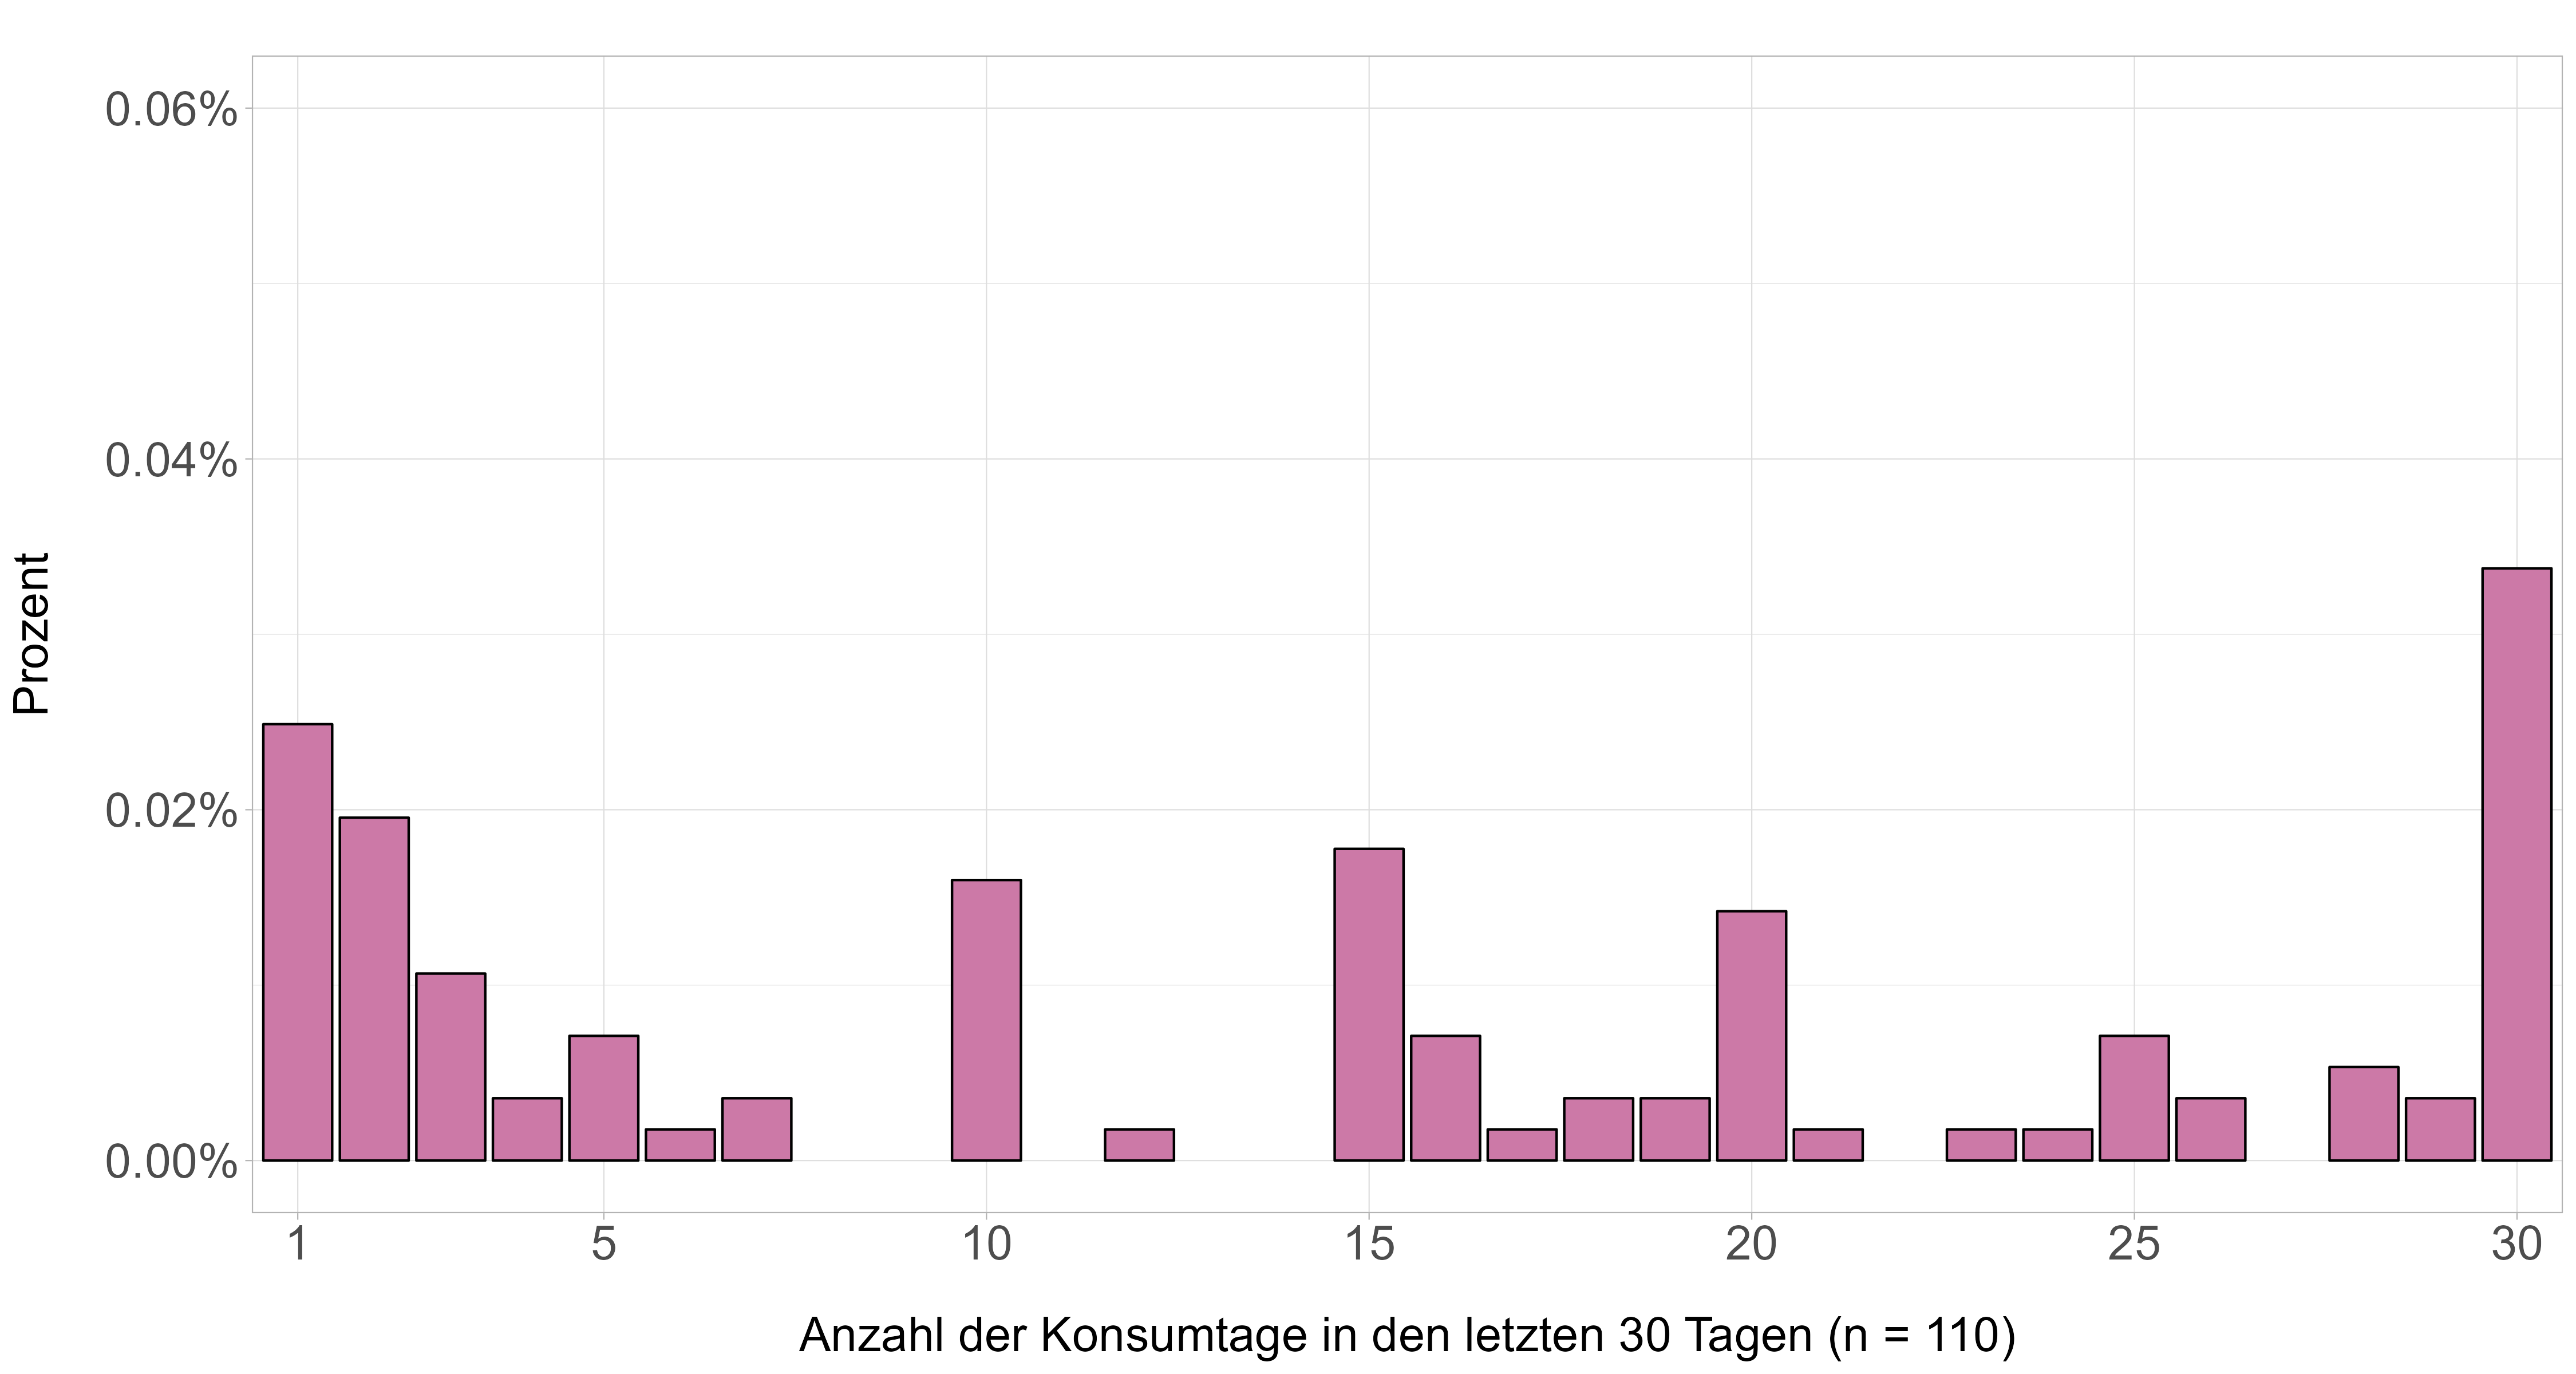 0.06%
0.04%
0.02%
0.00%
Prozent
1 5 10 15 20 25 30
Anzahl der Konsumtage in den letzten 30 Tagen (n = 110)